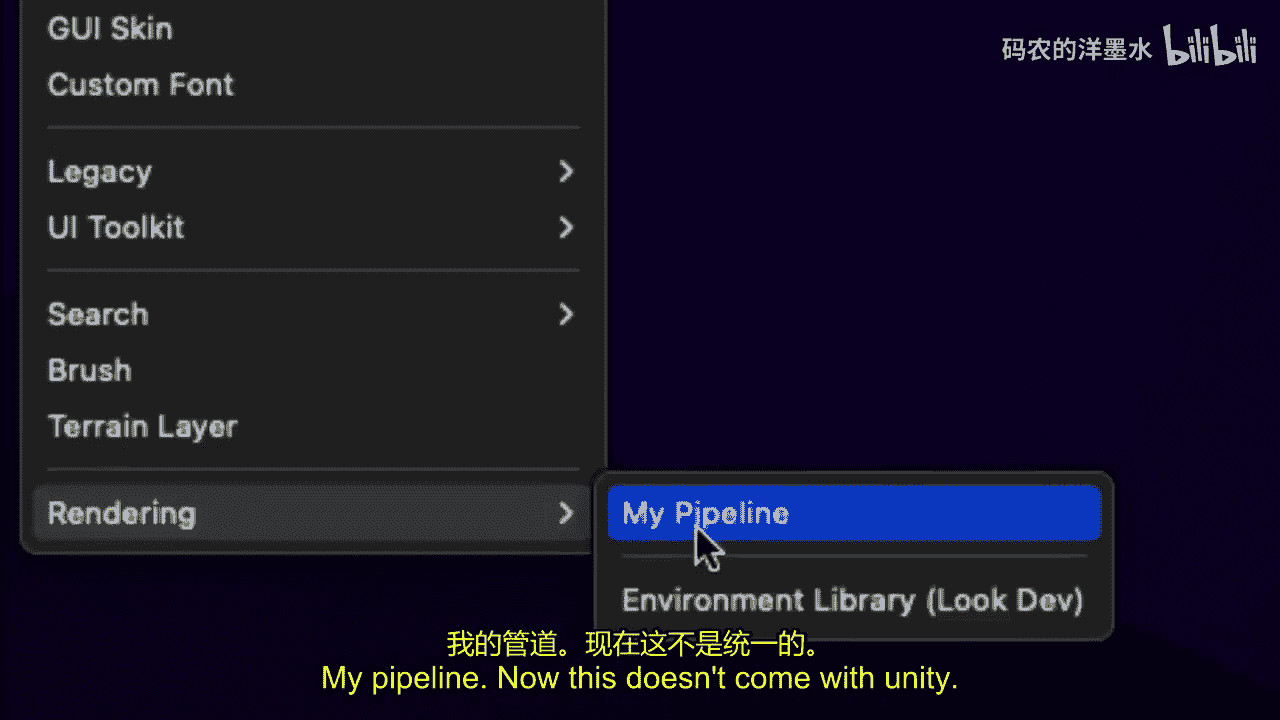 GUI Skin
码农的洋墨水 bilibili
Custom Font
Legacy
UI Toolkit
Search
Brush
Terrain Layer
Rendering
My Pipeline
Environment Library (Look Dev)
我的管道。现在这不是统一的。
My pipeline. Now this doesn't come with unity.